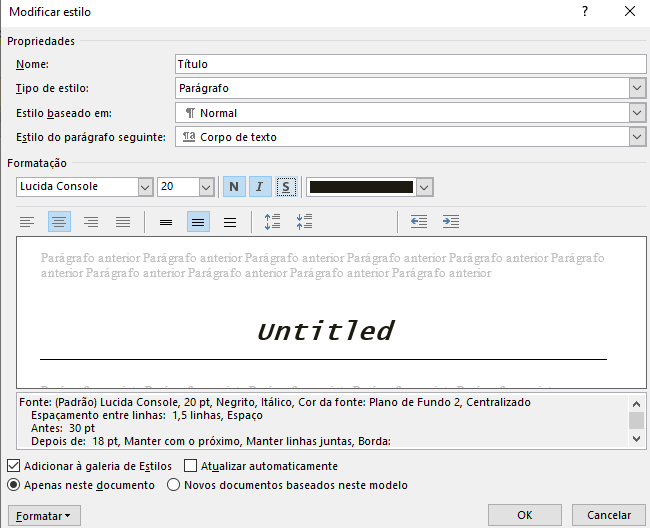 Modificar estilo ? ×
Propriedades
Nome: Título
Tipo de estilo: Parágrafo
Estilo baseado em: ¶ Normal
Estilo do parágrafo seguinte: ¶a Corpo de texto
Formatação
Lucida Console 20 N I S
Parágrafo anterior Parágrafo anterior Parágrafo anterior Parágrafo anterior Parágrafo anterior Parágrafo
anterior Parágrafo anterior Parágrafo anterior Parágrafo anterior Parágrafo anterior
Untitled
Fonte: (Padrão) Lucida Console, 20 pt, Negrito, Itálico, Cor da fonte: Plano de Fundo 2, Centralizado
Espaçamento entre linhas: 1,5 linhas, Espaço
Antes: 30 pt
Depois de: 18 pt, Manter com o próximo, Manter linhas juntas, Borda:
Adicionar à galeria de Estilos Atualizar automaticamente
Apenas neste documento Novos documentos baseados neste modelo
Formatar OK Cancelar